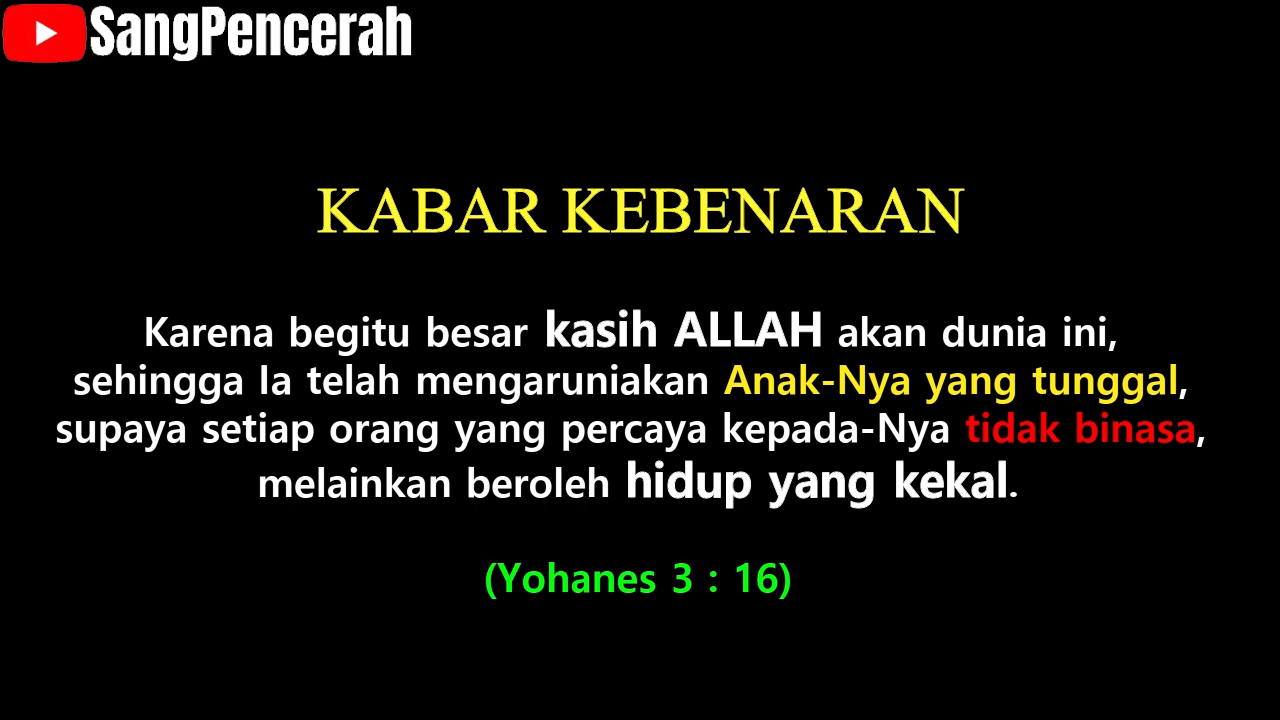 SangPencerah
KABAR KEBENARAN
Karena begitu besar kasih ALLAH akan dunia ini,
sehingga Ia telah mengaruniakan Anak-Nya yang tunggal,
supaya setiap orang yang percaya kepada-Nya tidak binasa,
melainkan beroleh hidup yang kekal.
(Yohanes 3 : 16)